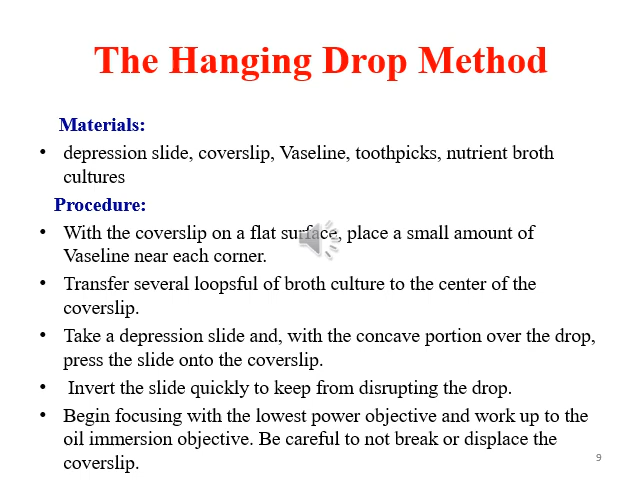 The Hanging Drop Method
Materials:
• depression slide, coverslip, Vaseline, toothpicks, nutrient broth
cultures
Procedure:
• With the coverslip on a flat surface, place a small amount of
Vaseline near each corner.
• Transfer several loopsful of broth culture to the center of the
coverslip.
• Take a depression slide and, with the concave portion over the drop,
press the slide onto the coverslip.
• Invert the slide quickly to keep from disrupting the drop.
• Begin focusing with the lowest power objective and work up to the
oil immersion objective. Be careful to not break or displace the
coverslip.
9